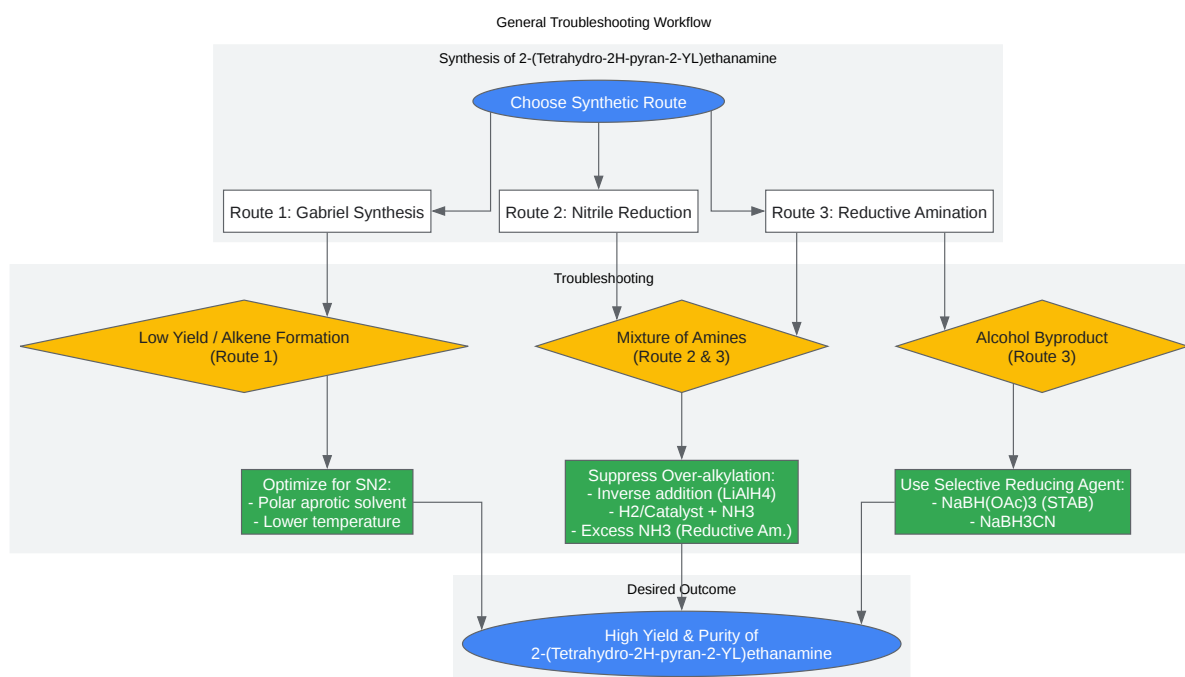 General Troubleshooting Workflow
Synthesis of 2-(Tetrahydro-2H-pyran-2-YL)ethanamine
Choose Synthetic Route
Route 1: Gabriel Synthesis
Route 2: Nitrile Reduction
Route 3: Reductive Amination
Troubleshooting
Low Yield / Alkene Formation
(Route 1)
Mixture of Amines
(Route 2 & 3)
Alcohol Byproduct
(Route 3)
Optimize for SN2:
- Polar aprotic solvent
- Lower temperature
Suppress Over-alkylation:
- Inverse addition (LiAlH4)
- H2/Catalyst + NH3
- Excess NH3 (Reductive Am.)
Use Selective Reducing Agent:
- NaBH(OAc)3 (STAB)
- NaBH3CN
Desired Outcome
High Yield & Purity of
2-(Tetrahydro-2H-pyran-2-YL)ethanamine